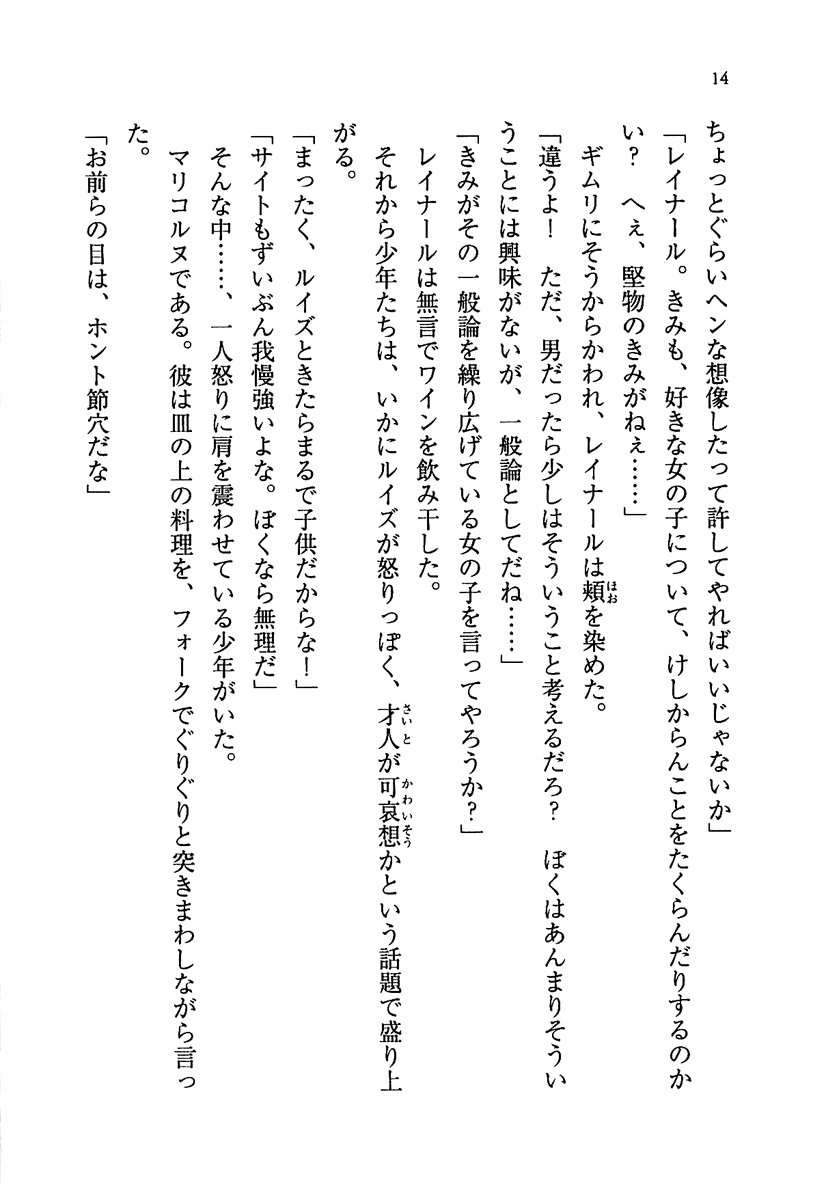 14
ちょっとぐらいヘンな想像したって許してやればいいじゃないか」
「レイナール。きみも、好きな女の子について、けしからんことをたくらんだりするのか
い？　へぇ、堅物のきみがねぇ……」
ギムリにそうからかわれ、レイナールは頬を染めた。
「違うよ！　ただ、男だったら少しはそういうこと考えるだろ？　ぼくはあんまりそうい
うことには興味がないが、一般論としてだね……」
「きみがその一般論を繰り広げている女の子を言ってやろうか？」
レイナールは無言でワインを飲み干した。
それから少年たちは、いかにルイズが怒りっぽく、才人が可哀想かという話題で盛り上
がる。
「まったく、ルイズときたらまるで子供だからな！」
「サイトもずいぶん我慢強いよな。ぼくなら無理だ」
そんな中……、一人怒りに肩を震わせている少年がいた。
マリコルヌである。彼は皿の上の料理を、フォークでぐりぐりと突きまわしながら言っ
た。
「お前らの目は、ホント節穴だな」